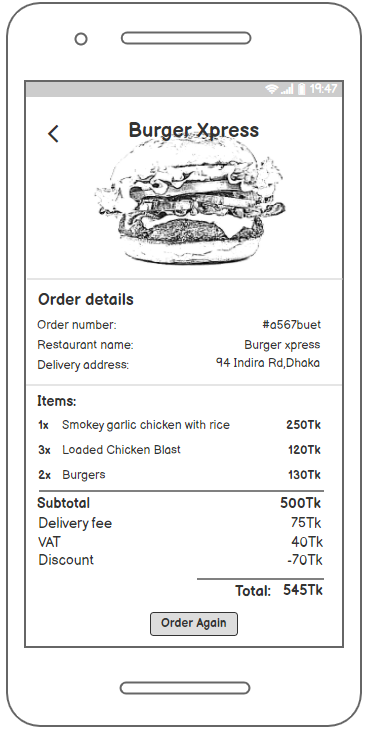 19:47
Burger Xpress
Order details
Order number: #a567buet
Restaurant name: Burger xpress
Delivery address: 94 Indira Rd,Dhaka
Items:
1x Smokey garlic chicken with rice 250Tk
3x Loaded Chicken Blast 120Tk
2x Burgers 130Tk
Subtotal 500Tk
Delivery fee 75Tk
VAT 40Tk
Discount -70Tk
Total: 545Tk
Order Again